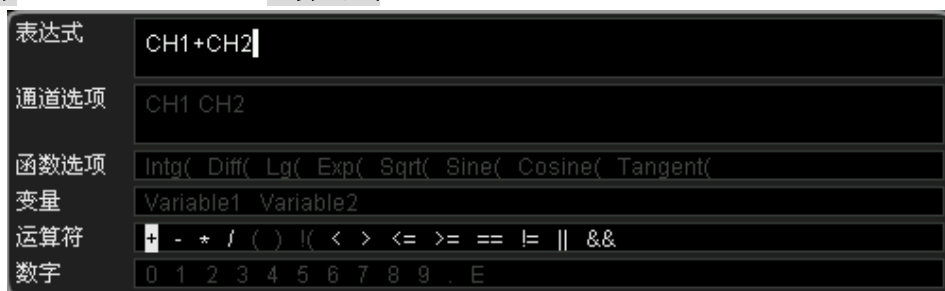 表达式 CH1+CH2
通道选项 CH1 CH2
函数选项 Intg( Diff( Lg( Exp( Sqrt( Sine( Cosine( Tangent(
变量 Variable1 Variable2
运算符 + - * / ( ) !( < > <= >= == != || &&
数字 0 1 2 3 4 5 6 7 8 9 . E